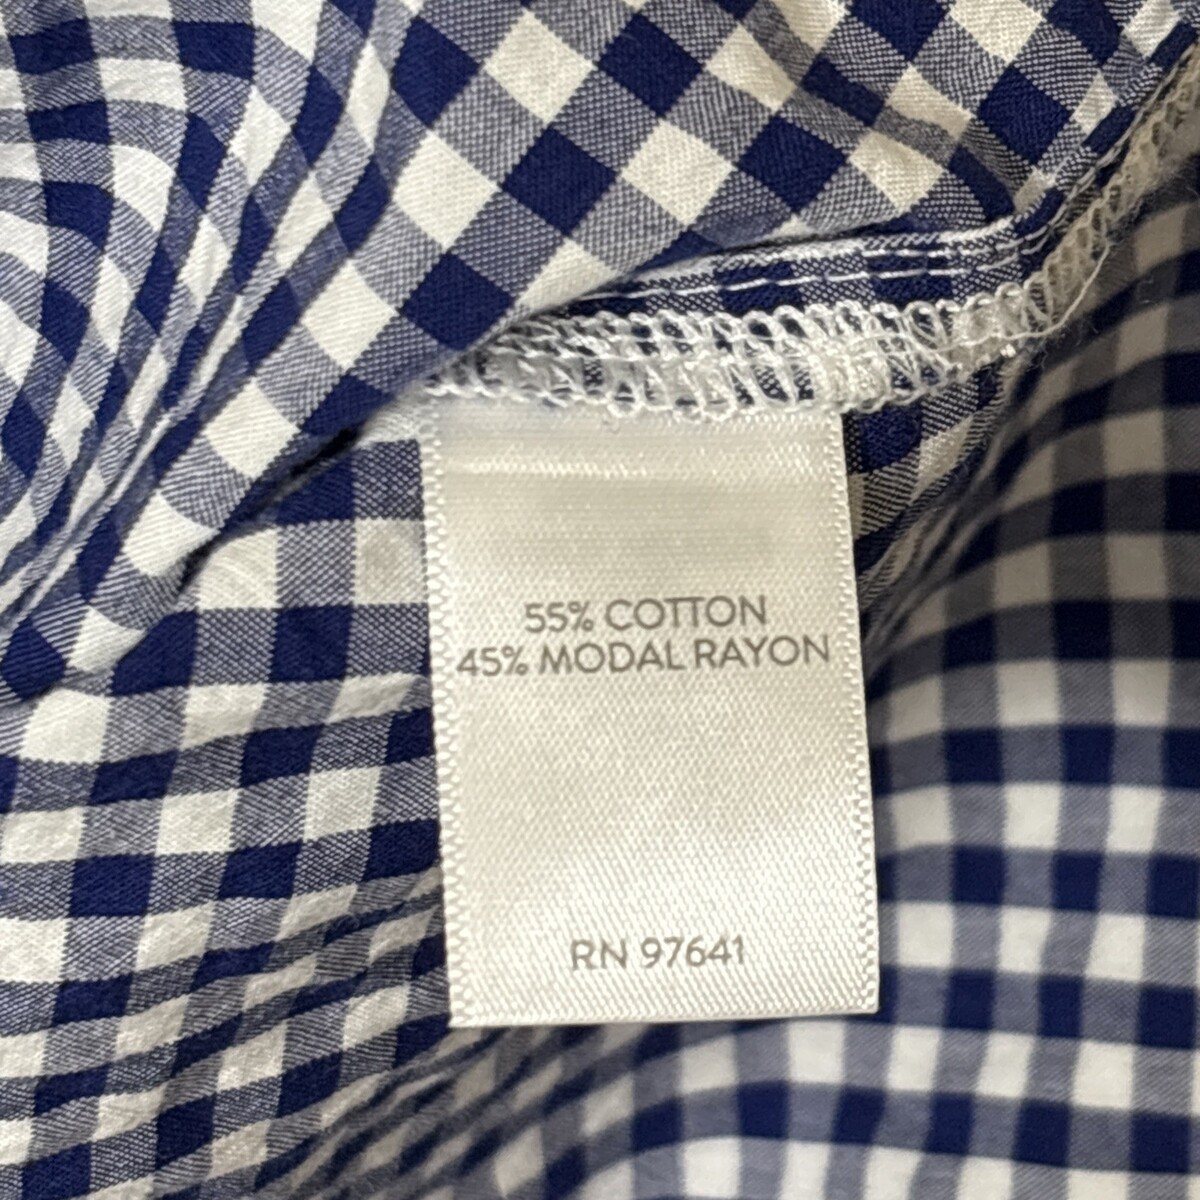 55% COTTON
45% MODAL RAYON
RN 97641